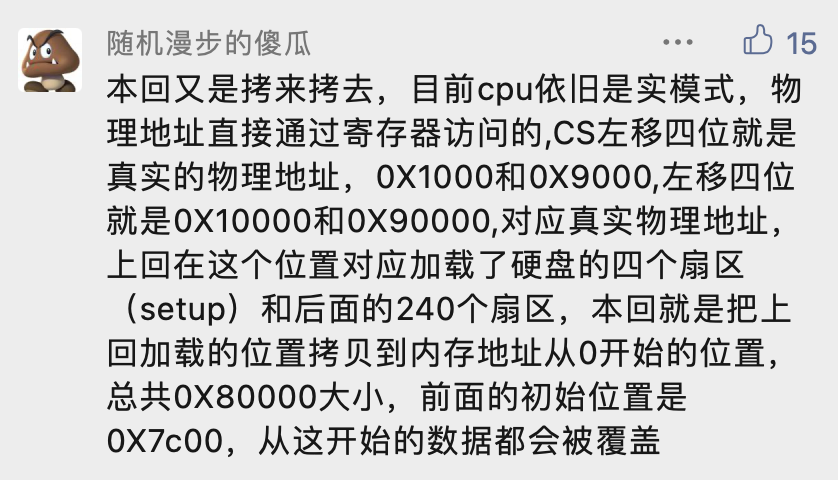 随机漫步的傻瓜
15
本回又是拷来拷去，目前cpu依旧是实模式，物
理地址直接通过寄存器访问的,CS左移四位就是
真实的物理地址，0X1000和0X9000,左移四位
就是0X10000和0X90000,对应真实物理地址，
上回在这个位置对应加载了硬盘的四个扇区
（setup）和后面的240个扇区，本回就是把上
回加载的位置拷贝到内存地址从0开始的位置，
总共0X80000大小，前面的初始位置是
0X7c00，从这开始的数据都会被覆盖